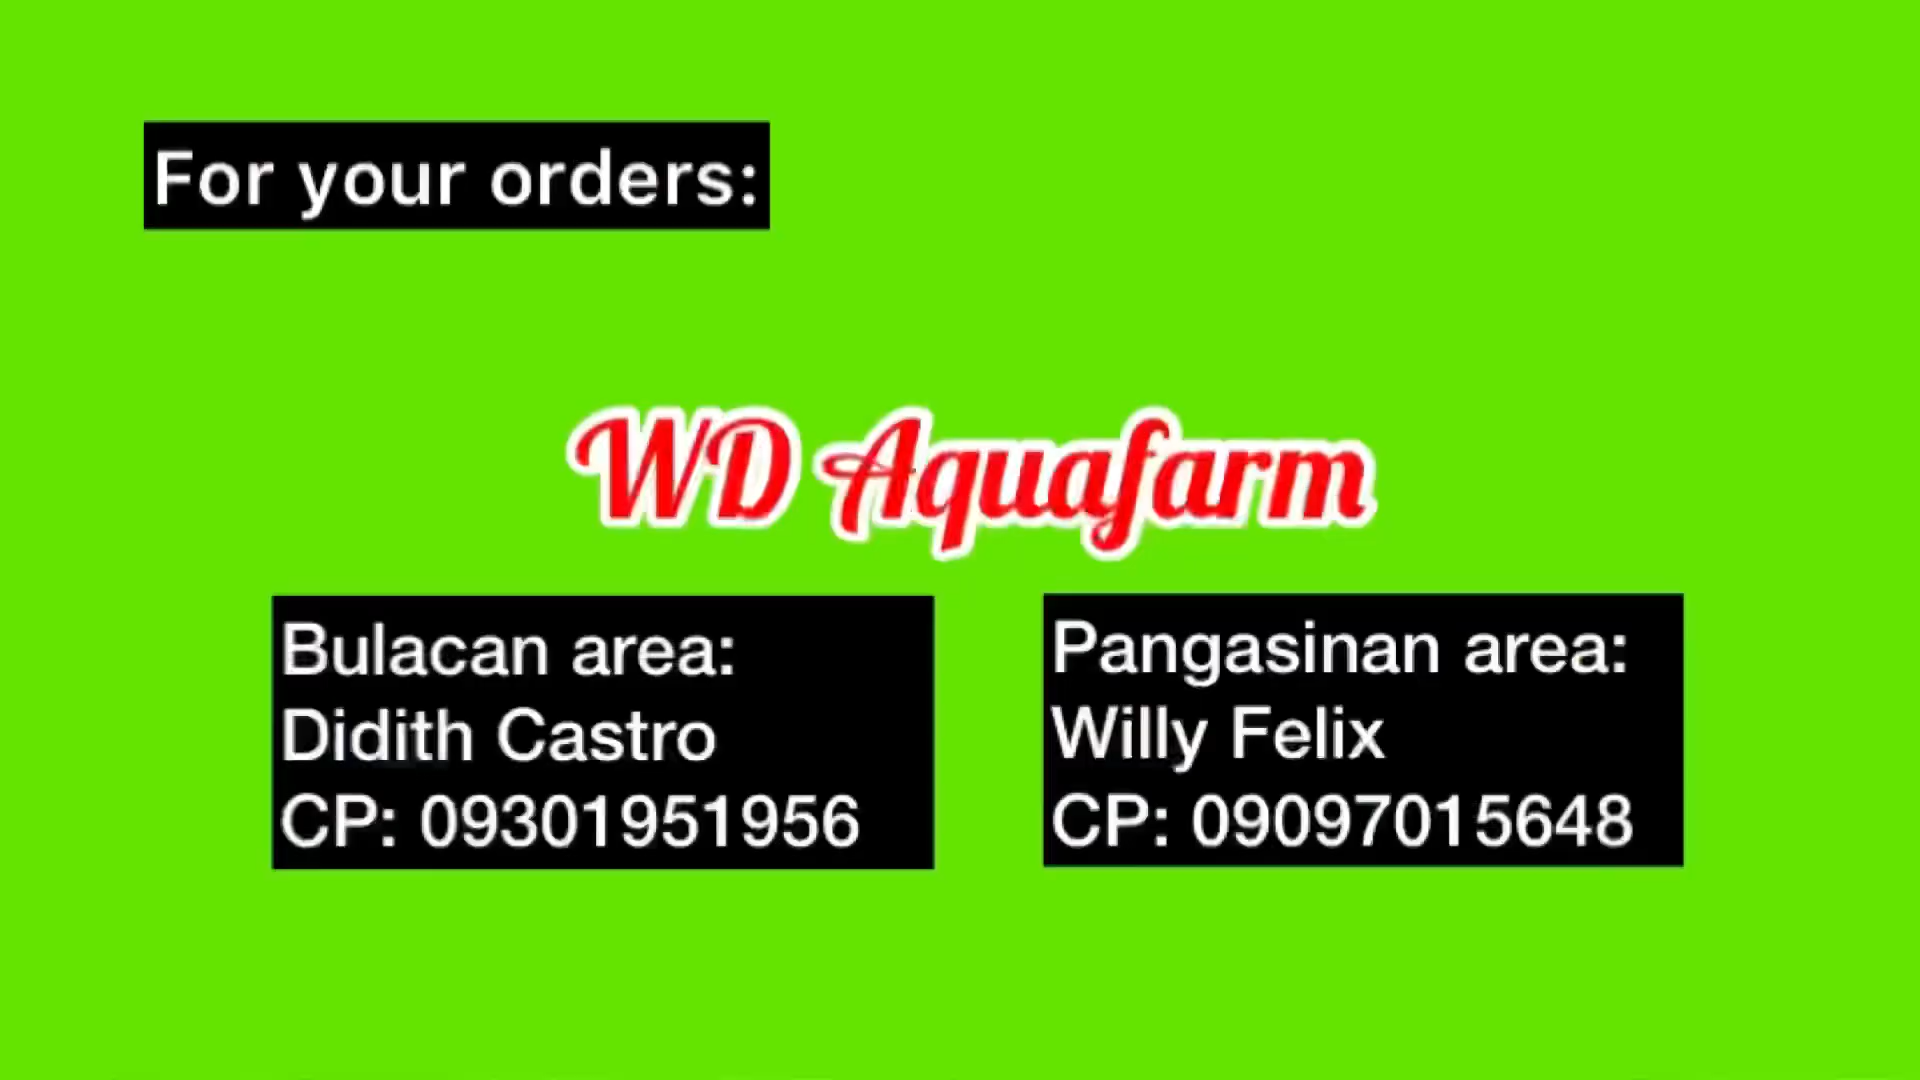 For your orders:
WD Aquafarm
Bulacan area:
Didith Castro
CP: 09301951956
Pangasinan area:
Willy Felix
CP: 09097015648